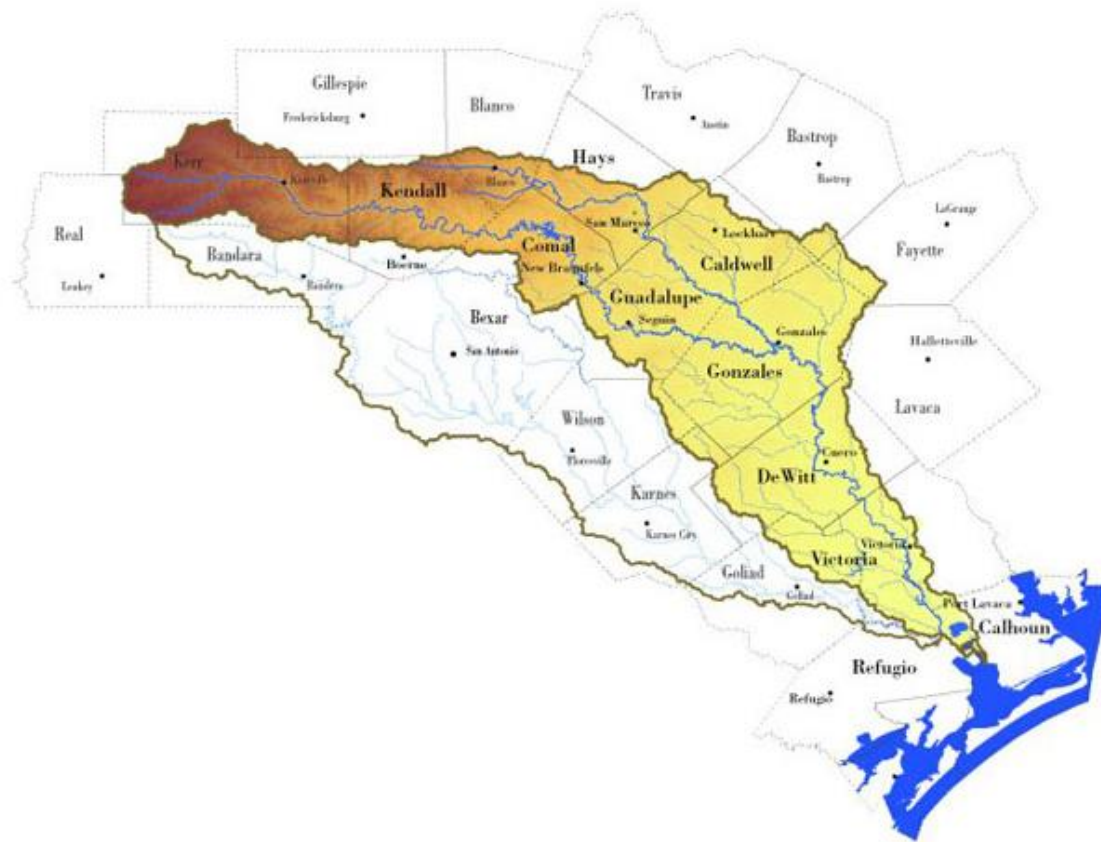 Gillespie
Fredericksburg
Blanco
Travis
Austin
Bastrop
Bastrop
Hays
Kerr
Kerrville
Kendall
Blanco
LaGrange
Fayette
Real
Leakey
Bandara
Bandera
Boerne
Comal
New Braunfels
San Marcos
Lockhart
Caldwell
Guadalupe
Seguin
Bexar
San Antonio
Gonzales
Gonzales
Hallettsville
Lavaca
Wilson
Floresville
Cuero
DeWitt
Karnes
Karnes City
Victoria
Victoria
Goliad
Goliad
Port Lavaca
Calhoun
Refugio
Refugio